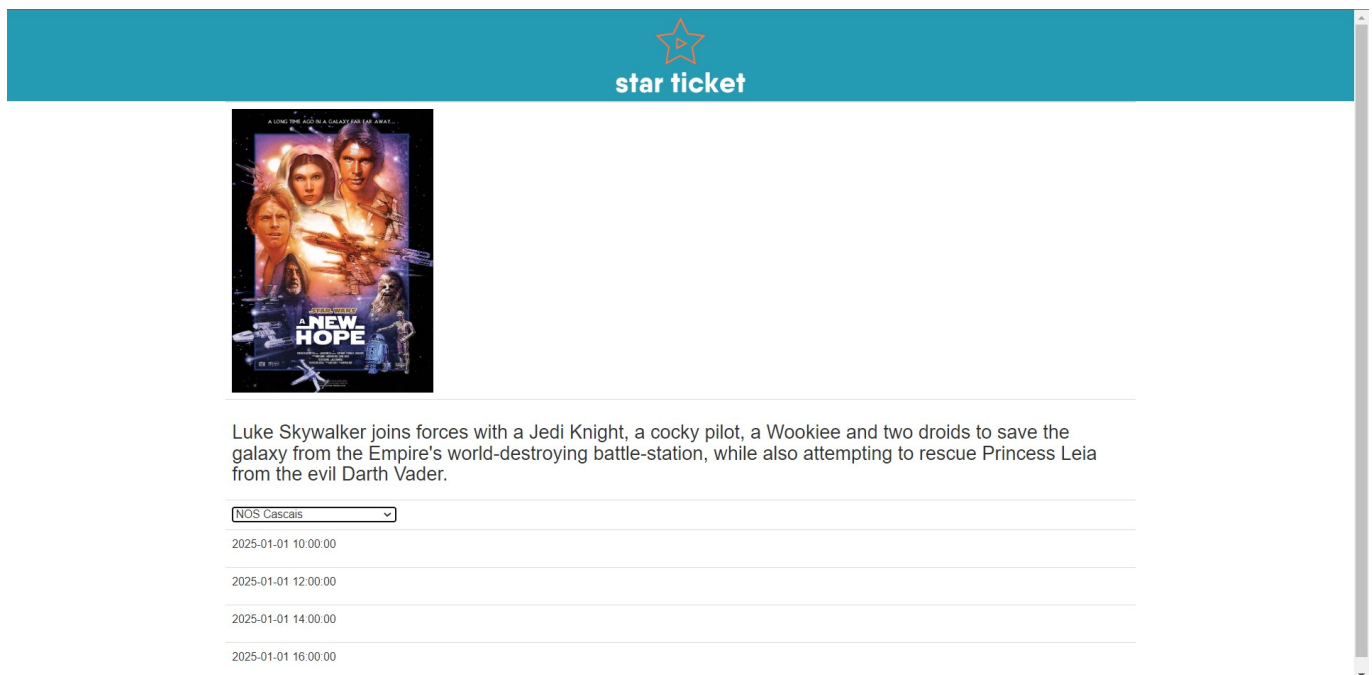 star ticket
A LONG TIME AGO IN A GALAXY FAR FAR AWAY...
STAR WARS
A NEW
HOPE
Luke Skywalker joins forces with a Jedi Knight, a cocky pilot, a Wookiee and two droids to save the
galaxy from the Empire's world-destroying battle-station, while also attempting to rescue Princess Leia
from the evil Darth Vader.
NOS Cascais
2025-01-01 10:00:00
2025-01-01 12:00:00
2025-01-01 14:00:00
2025-01-01 16:00:00